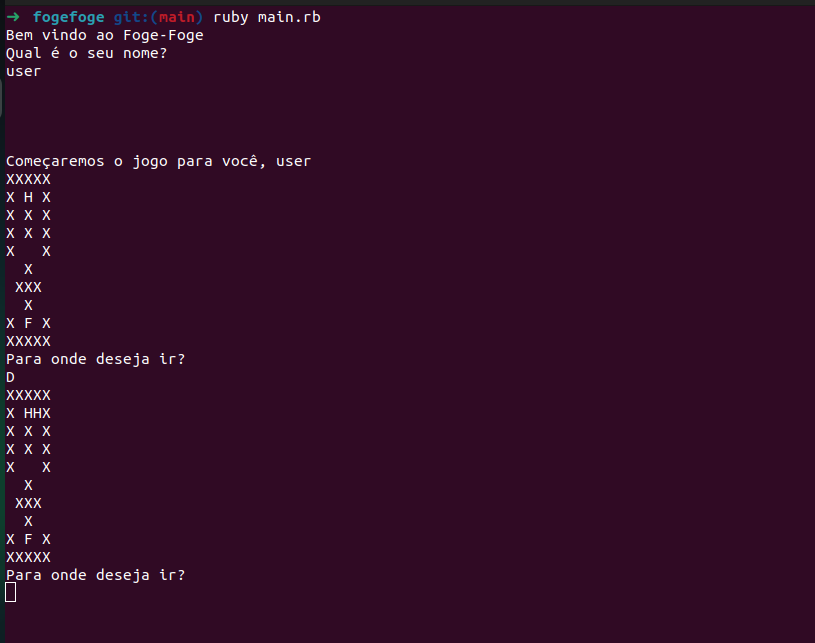 ➜  fogefoge git:(main) ruby main.rb
Bem vindo ao Foge-Foge
Qual é o seu nome?
user
Começaremos o jogo para você, user
XXXXX
X H X
X X X
X X X
X   X
  X
 XXX
  X
X F X
XXXXX
Para onde deseja ir?
D
XXXXX
X HHX
X X X
X X X
X   X
  X
 XXX
  X
X F X
XXXXX
Para onde deseja ir?